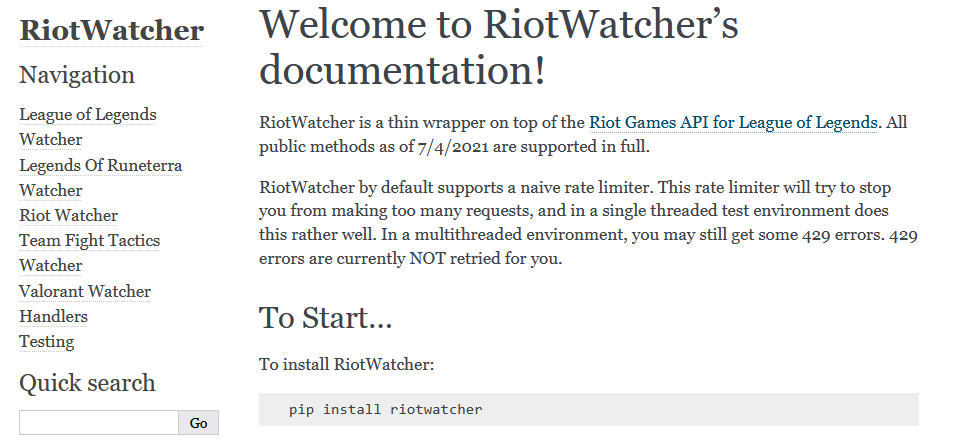 RiotWatcher
Navigation
League of Legends
Watcher
Legends Of Runeterra
Watcher
Riot Watcher
Team Fight Tactics
Watcher
Valorant Watcher
Handlers
Testing
Quick search
Go
Welcome to RiotWatcher’s
documentation!
RiotWatcher is a thin wrapper on top of the Riot Games API for League of Legends. All
public methods as of 7/4/2021 are supported in full.
RiotWatcher by default supports a naive rate limiter. This rate limiter will try to stop
you from making too many requests, and in a single threaded test environment does
this rather well. In a multithreaded environment, you may still get some 429 errors. 429
errors are currently NOT retried for you.
To Start…
To install RiotWatcher:
pip install riotwatcher